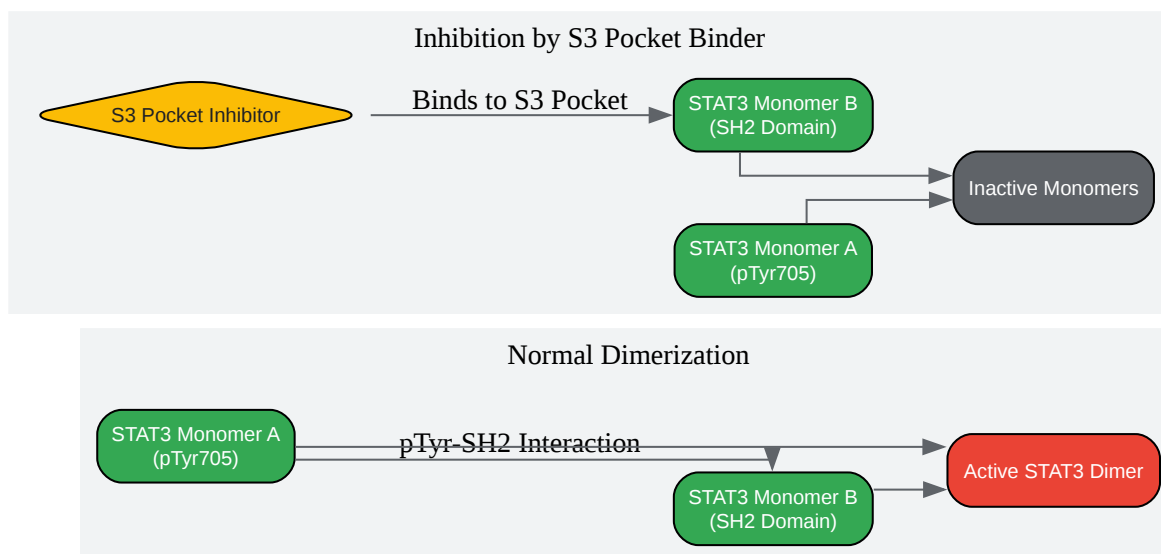 Inhibition by S3 Pocket Binder
S3 Pocket Inhibitor
Binds to S3 Pocket
STAT3 Monomer B
(SH2 Domain)
Inactive Monomers
STAT3 Monomer A
(pTyr705)
Normal Dimerization
STAT3 Monomer A
(pTyr705)
pTyr-SH2 Interaction
STAT3 Monomer B
(SH2 Domain)
Active STAT3 Dimer